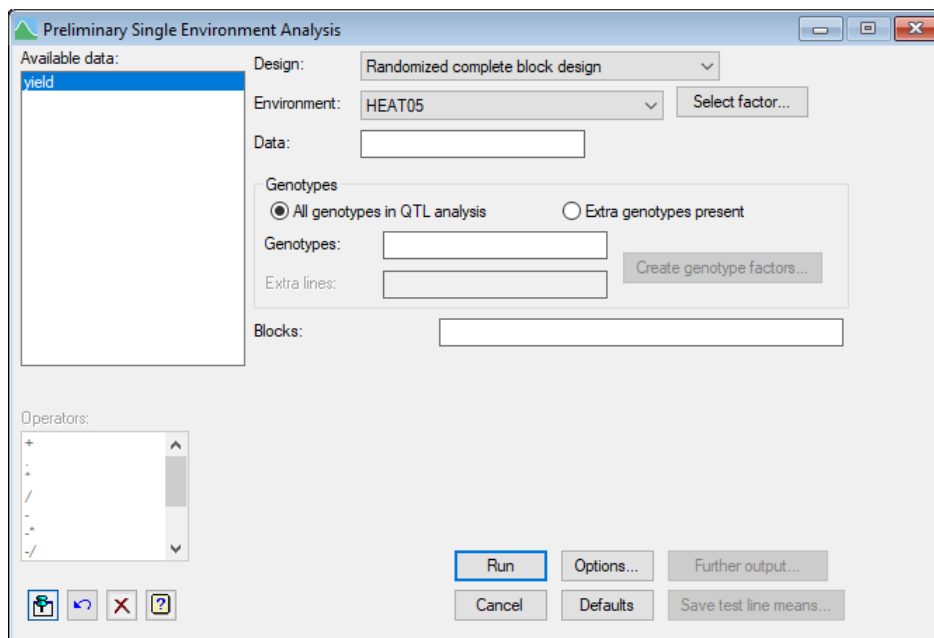 Preliminary Single Environment Analysis
Available data:
yield
Design:
Randomized complete block design
Environment:
HEAT05
Select factor...
Data:
Genotypes
All genotypes in QTL analysis
Extra genotypes present
Genotypes:
Create genotype factors...
Extra lines:
Blocks:
Operators:
+
.
*
/
-
-*
-/
Run
Options...
Further output...
Cancel
Defaults
Save test line means...
?